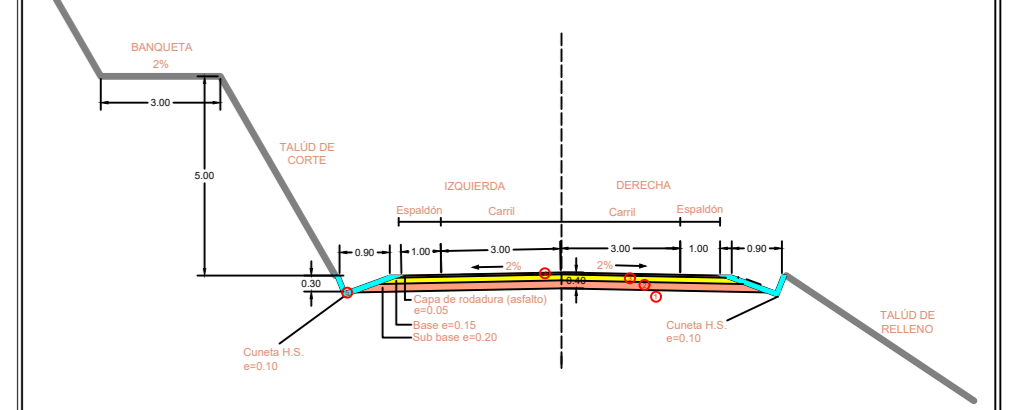 BANQUETA
2%
3.00
TALÚD DE
CORTE
5.00
IZQUIERDA
DERECHA
Espaldón
Carril
Carril
Espaldón
0.90
1.00
3.00
3.00
1.00
0.90
2%
2%
0.30
0.40
1
Capa de rodadura (asfalto)
e=0.05
Base e=0.15
Sub base e=0.20
Cuneta H.S.
e=0.10
Cuneta H.S.
e=0.10
TALÚD DE
RELLENO